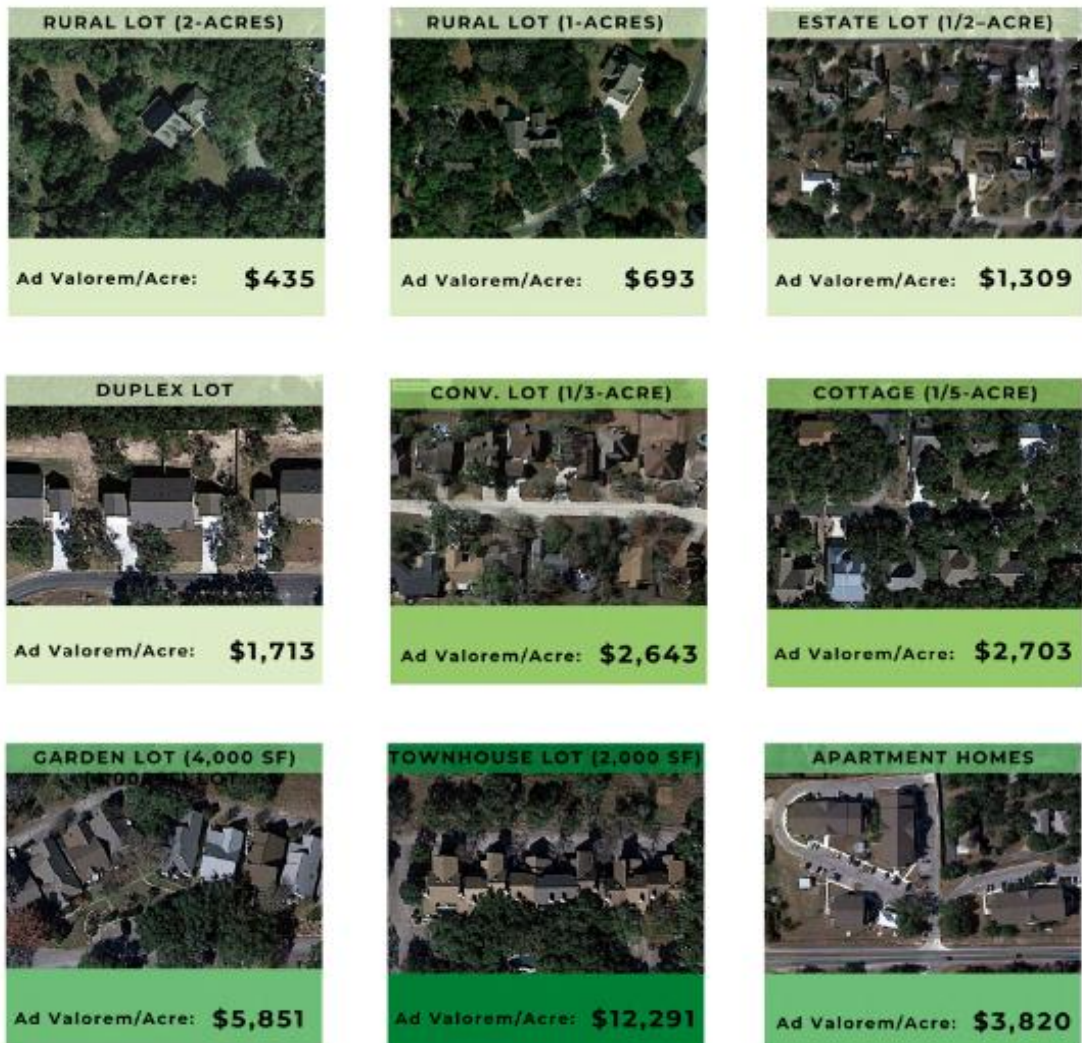 RURAL LOT (2-ACRES)
Ad Valorem/Acre: $435
RURAL LOT (1-ACRES)
Ad Valorem/Acre: $693
ESTATE LOT (1/2–ACRE)
Ad Valorem/Acre: $1,309
DUPLEX LOT
Ad Valorem/Acre: $1,713
CONV. LOT (1/3-ACRE)
Ad Valorem/Acre: $2,643
COTTAGE (1/5-ACRE)
Ad Valorem/Acre: $2,703
GARDEN LOT (4,000 SF)
LOT
Ad Valorem/Acre: $5,851
TOWNHOUSE LOT (2,000 SF)
Ad Valorem/Acre: $12,291
APARTMENT HOMES
Ad Valorem/Acre: $3,820